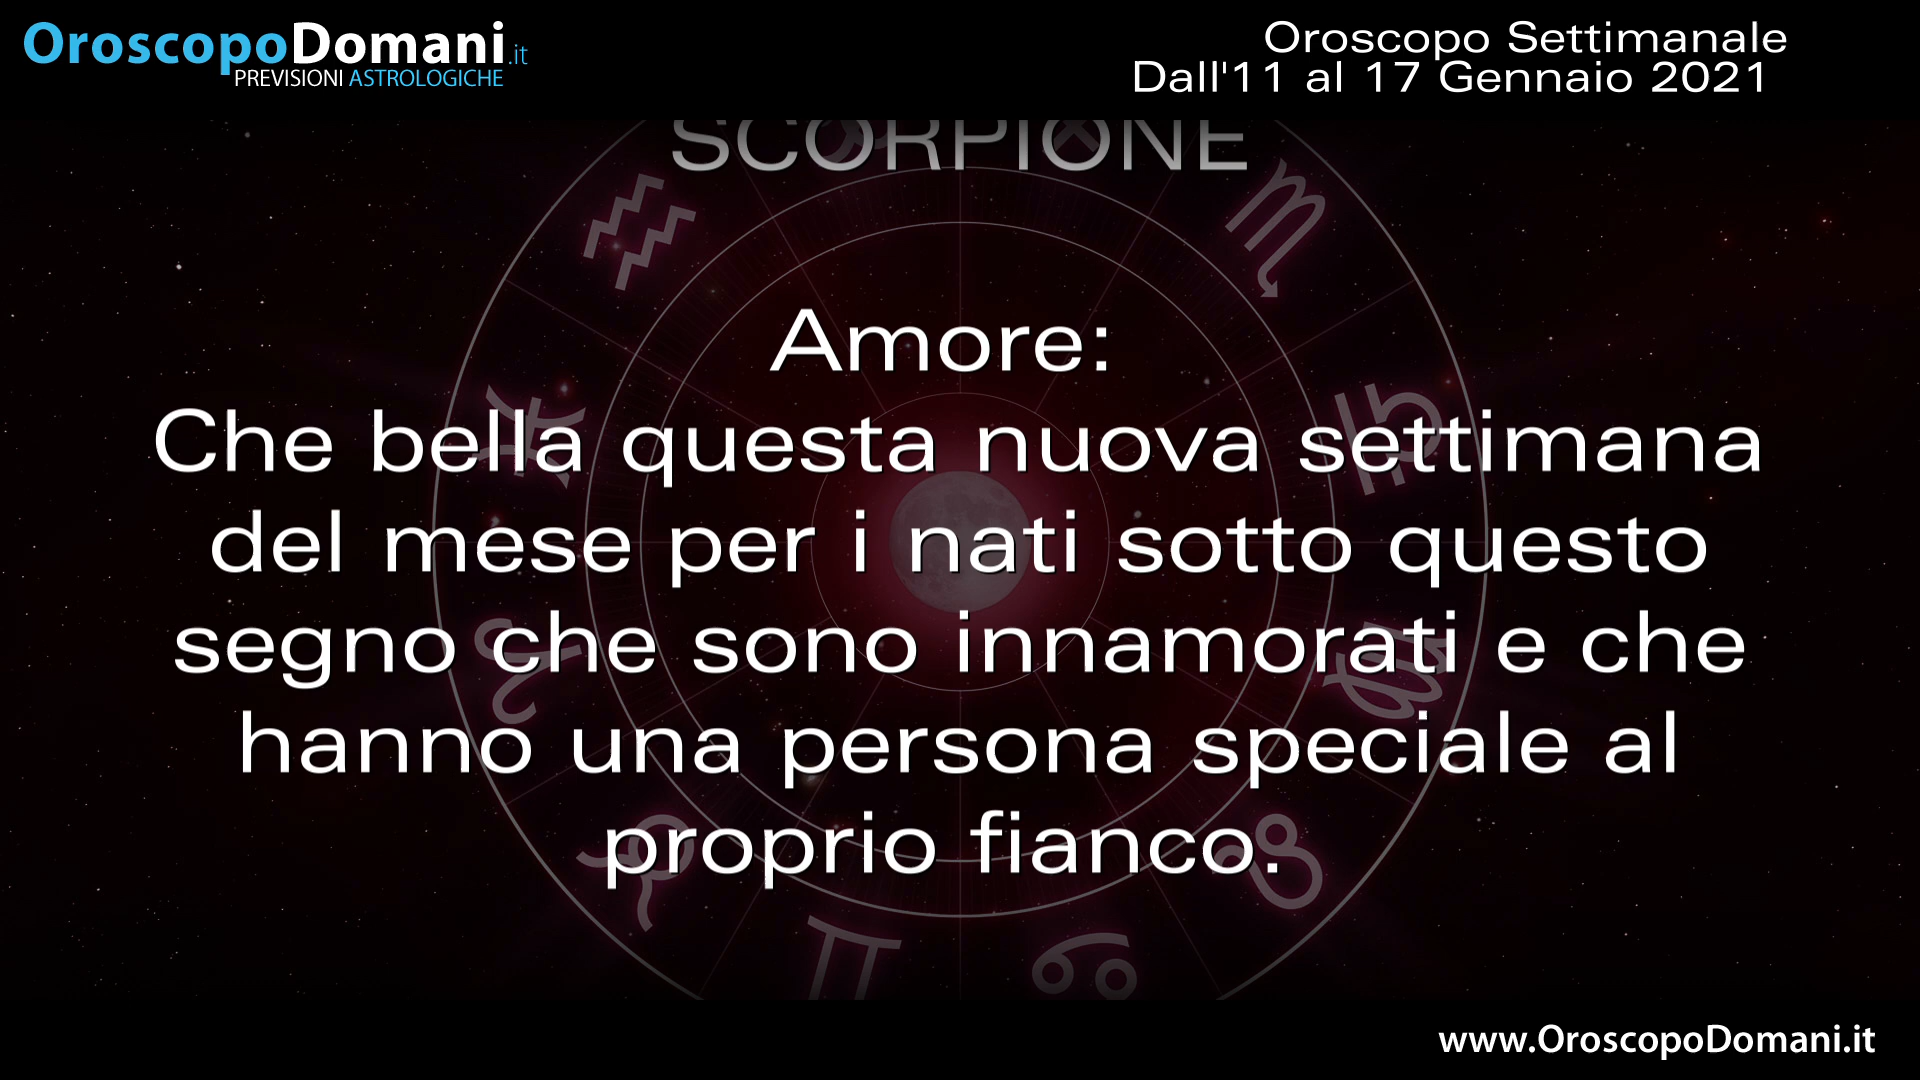 OroscopoDomani.it
PREVISIONI ASTROLOGICHE
Oroscopo Settimanale
Dall'11 al 17 Gennaio 2021
SCORPIONE
Amore:
Che bella questa nuova settimana
del mese per i nati sotto questo
segno che sono innamorati e che
hanno una persona speciale al
proprio fianco.
www.OroscopoDomani.it